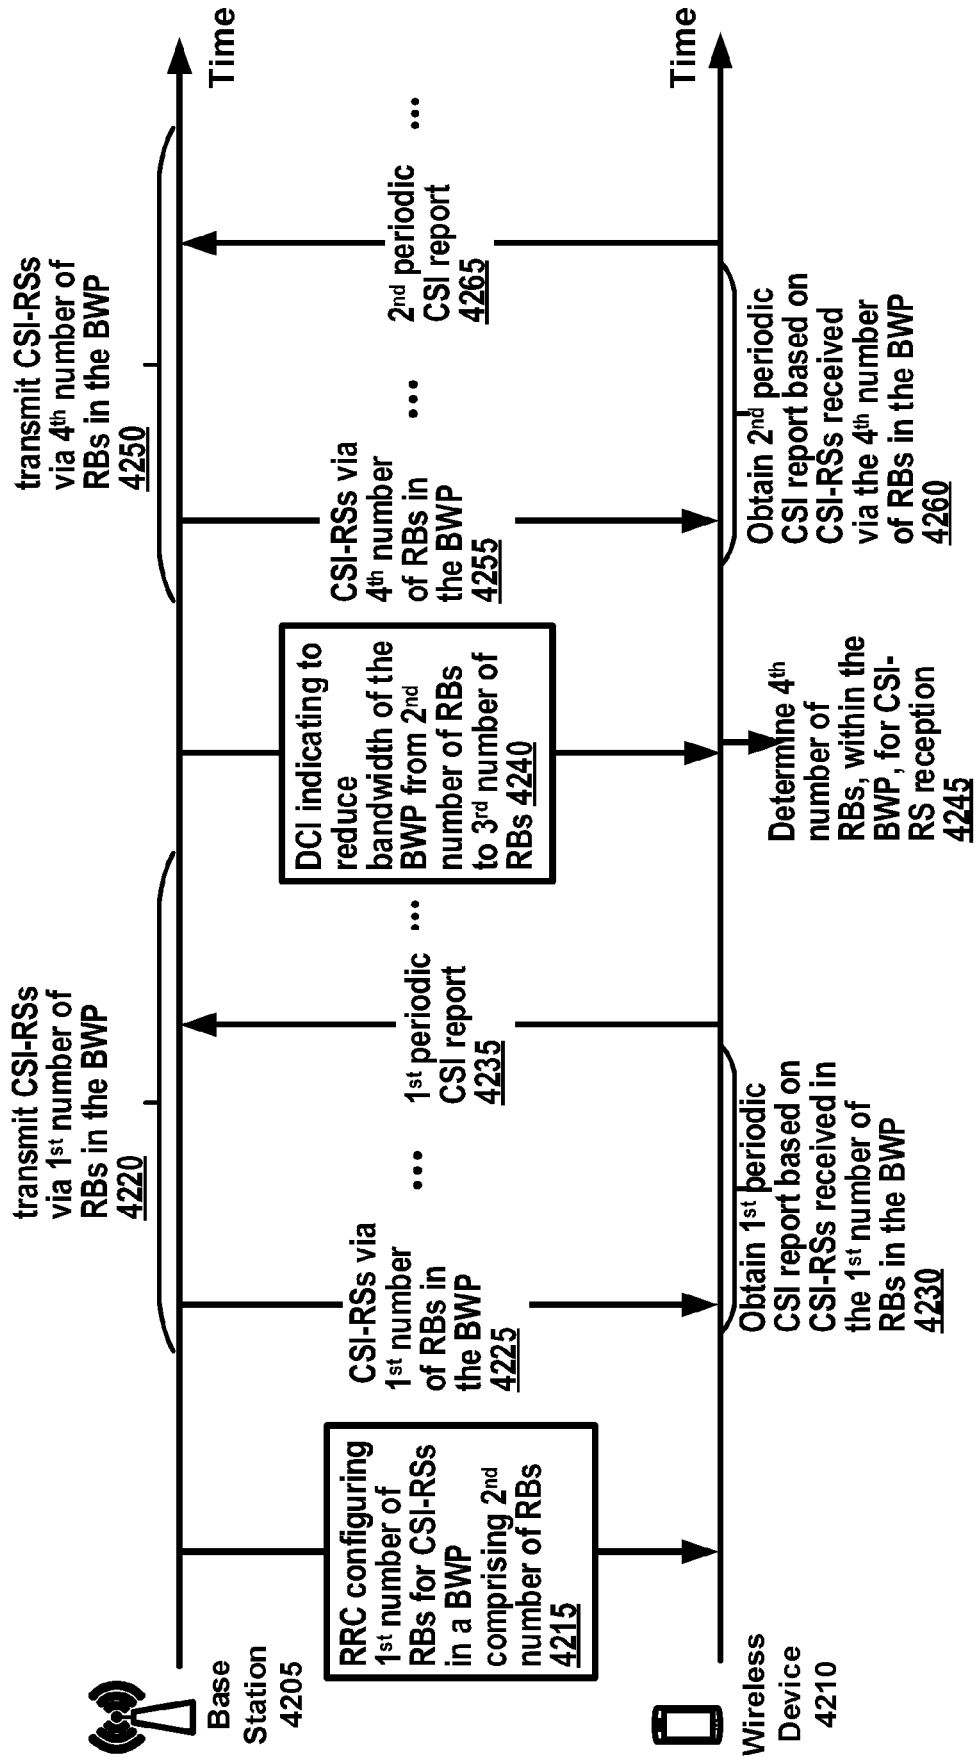 Base
Station
4205
Wireless
Device
4210
RRC configuring
1st number of
RBs for CSI-RSs
in a BWP
comprising 2nd
number of RBs
4215
transmit CSI-RSs
via 1st number of
RBs in the BWP
4220
CSI-RSs via
1st number
of RBs in
the BWP
4225
...
Obtain 1st periodic
CSI report based on
CSI-RSs received in
the 1st number of
RBs in the BWP
4230
1st periodic
CSI report
4235
...
DCI indicating to
reduce
bandwidth of the
BWP from 2nd
number of RBs
to 3rd number of
RBs 4240
Determine 4th
number of
RBs, within the
BWP, for CSI-
RS reception
4245
transmit CSI-RSs
via 4th number of
RBs in the BWP
4250
CSI-RSs via
4th number
of RBs in
the BWP
4255
...
Obtain 2nd periodic
CSI report based on
CSI-RSs received
via the 4th number
of RBs in the BWP
4260
2nd periodic
CSI report
4265
...
Time
Time